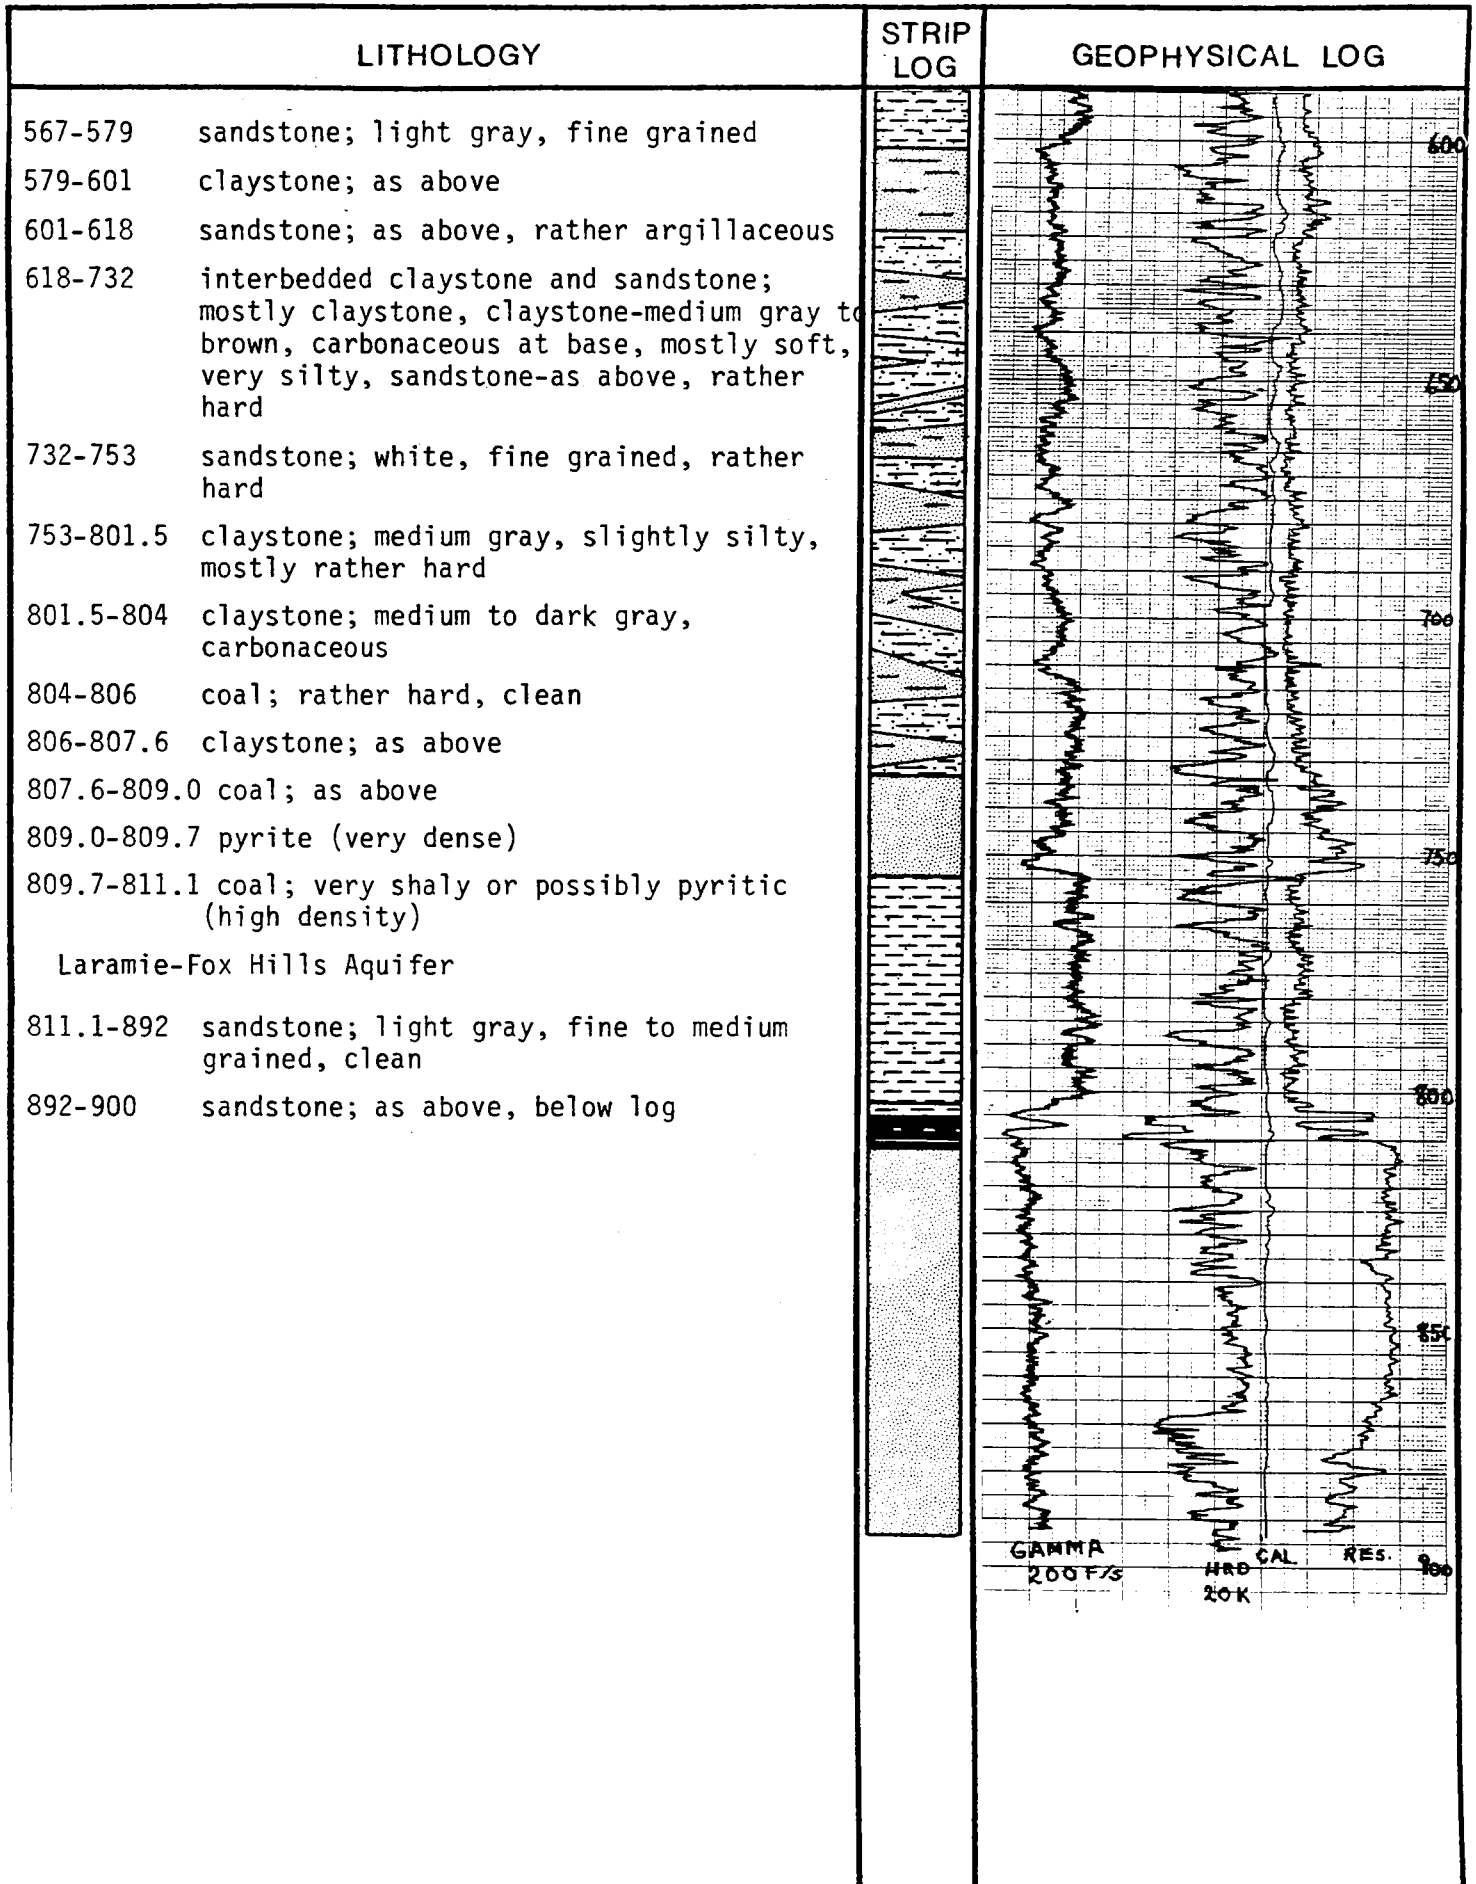 LITHOLOGY
STRIP
LOG
GEOPHYSICAL LOG
567-579 sandstone; light gray, fine grained
579-601 claystone; as above
601-618 sandstone; as above, rather argillaceous
618-732 interbedded claystone and sandstone;
mostly claystone, claystone-medium gray to
brown, carbonaceous at base, mostly soft,
very silty, sandstone-as above, rather
hard
732-753 sandstone; white, fine grained, rather
hard
753-801.5 claystone; medium gray, slightly silty,
mostly rather hard
801.5-804 claystone; medium to dark gray,
carbonaceous
804-806 coal; rather hard, clean
806-807.6 claystone; as above
807.6-809.0 coal; as above
809.0-809.7 pyrite (very dense)
809.7-811.1 coal; very shaly or possibly pyritic
(high density)
Laramie-Fox Hills Aquifer
811.1-892 sandstone; light gray, fine to medium
grained, clean
892-900 sandstone; as above, below log
600
650
700
750
800
850
900
GAMMA
200 F/S
HRD
20K
CAL
RES.